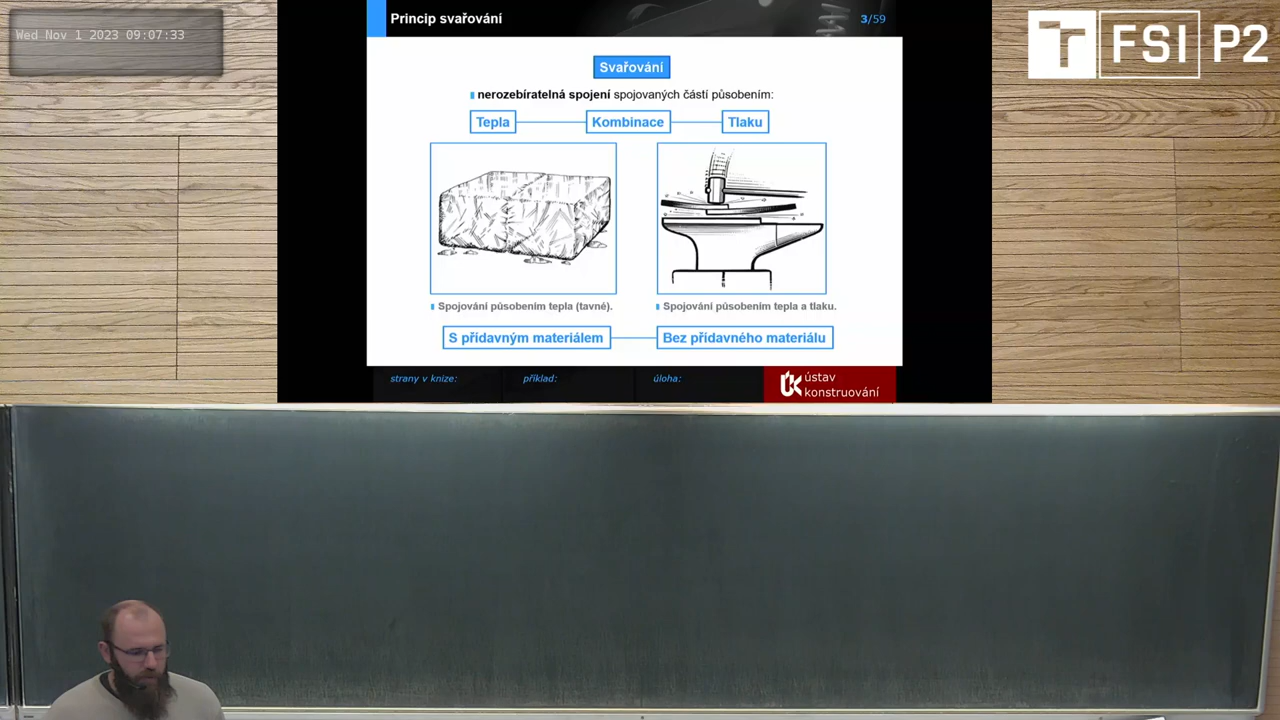 Wed Nov 1 2023 09:07:33
Princip svařování
3/59
FSI P2
Svařování
nerozebíratelná spojení spojovaných částí působením:
Tepla
Kombinace
Tlaku
Spojování působením tepla (tavné).
Spojování působením tepla a tlaku.
S přídavným materiálem
Bez přídavného materiálu
strany v knize:
příklad:
úloha:
ústav
konstruování